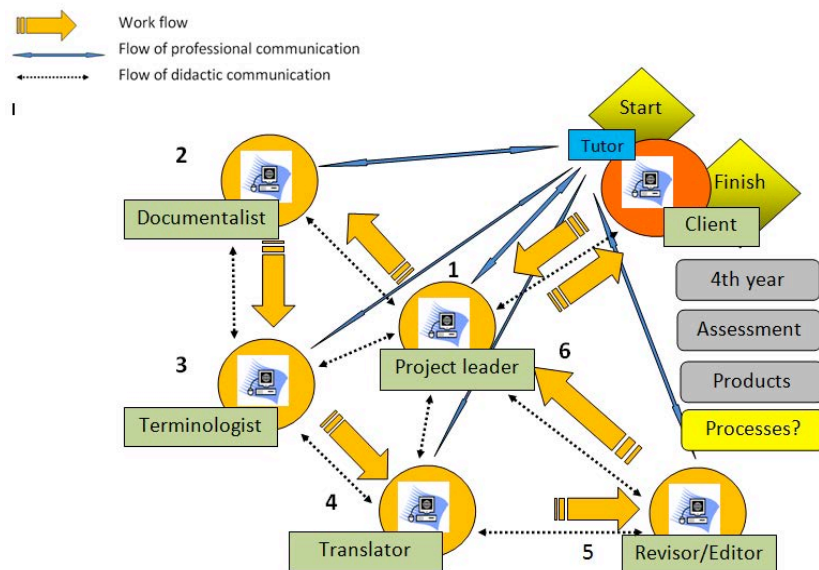 Work flow
Flow of professional communication
Flow of didactic communication
I
Start
Tutor
2
Finish
Documentalist
Client
1
4th year
Assessment
3
Project leader
6
Products
Terminologist
Processes?
4
Translator
5
Revisor/Editor